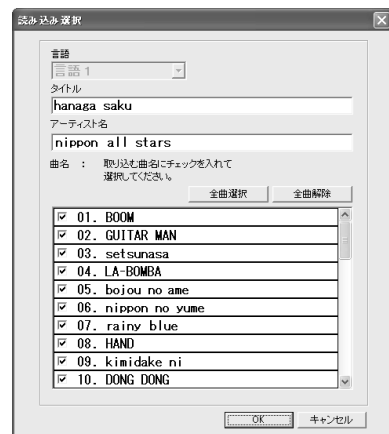 読み込み選択
言語
言語 1
タイトル
hanaga saku
アーティスト名
nippon all stars
曲名 : 取り込む曲名にチェックを入れて
選択してください。
全曲選択 全曲解除
01. BOOM
02. GUITAR MAN
03. setsunasa
04. LA-BOMBA
05. bojou no ame
06. nippon no yume
07. rainy blue
08. HAND
09. kimidake ni
10. DONG DONG
OK キャンセル